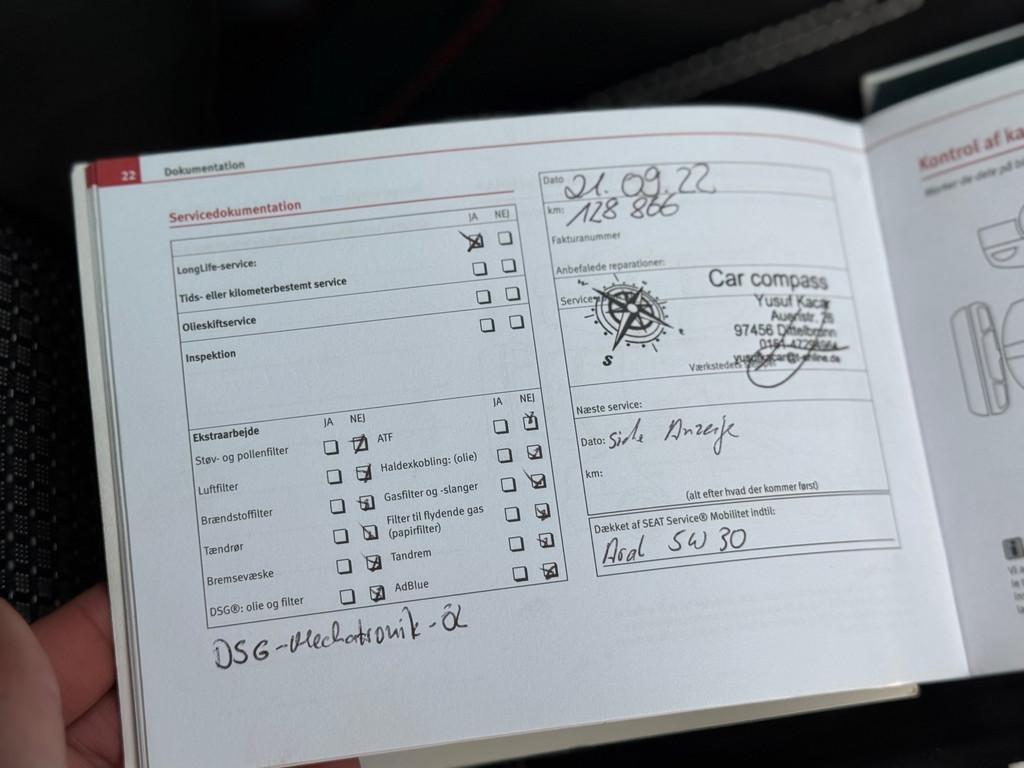 22 Dokumentation
Servicedokumentation
JA NEJ
LongLife-service:
Tids- eller kilometerbestemt service
Olieskiftservice
Inspektion
Ekstraarbejde JA NEJ JA NEJ
Støv- og pollenfilter
Luftfilter
Brændstoffilter
Tændrør
Bremsevæske
DSG®: olie og filter
ATF
Haldexkobling: (olie)
Gasfilter og -slanger
Filter til flydende gas
(papirfilter)
Tandrem
AdBlue
DSG-Mechatronik-öl
Dato 21.09.22
km: 128 866
Fakturanummer
Anbefalede reparationer:
Service
Car compass
Yusuf Kacar
97456 Dittelbrunn
S
Værkstedets
Næste service:
Dato: Siehe Anzeige
km:
(alt efter hvad der kommer først)
Dækket af SEAT Service® Mobilitet indtil:
Aral 5W30
Kontrol af ka